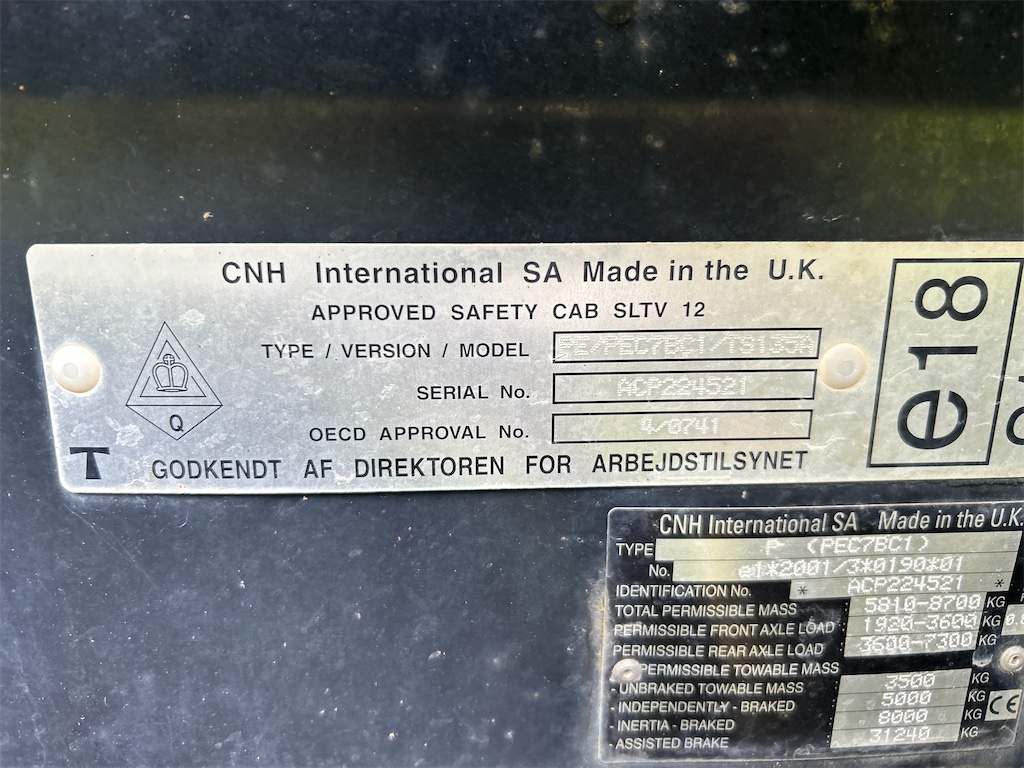 CNH International SA Made in the U.K.
APPROVED SAFETY CAB SLTV 12
TYPE / VERSION / MODEL PE/PEC7BC1/TS135A
SERIAL No. ACP224521
OECD APPROVAL No. 4/0741
T GODKENDT AF DIREKTOREN FOR ARBEJDSTILSYNET
Q
e18
CNH International SA Made in the U.K.
TYPE P (PEC7BC1)
No. e1*2001/3*0190*01
IDENTIFICATION No. * ACP224521 *
TOTAL PERMISSIBLE MASS 5810-8700 KG
PERMISSIBLE FRONT AXLE LOAD 1920-3600 KG
PERMISSIBLE REAR AXLE LOAD 3600-7300 KG
PERMISSIBLE TOWABLE MASS
- UNBRAKED TOWABLE MASS 3500 KG
- INDEPENDENTLY - BRAKED 5000 KG
- INERTIA - BRAKED 8000 KG
- ASSISTED BRAKE 31240 KG
CE